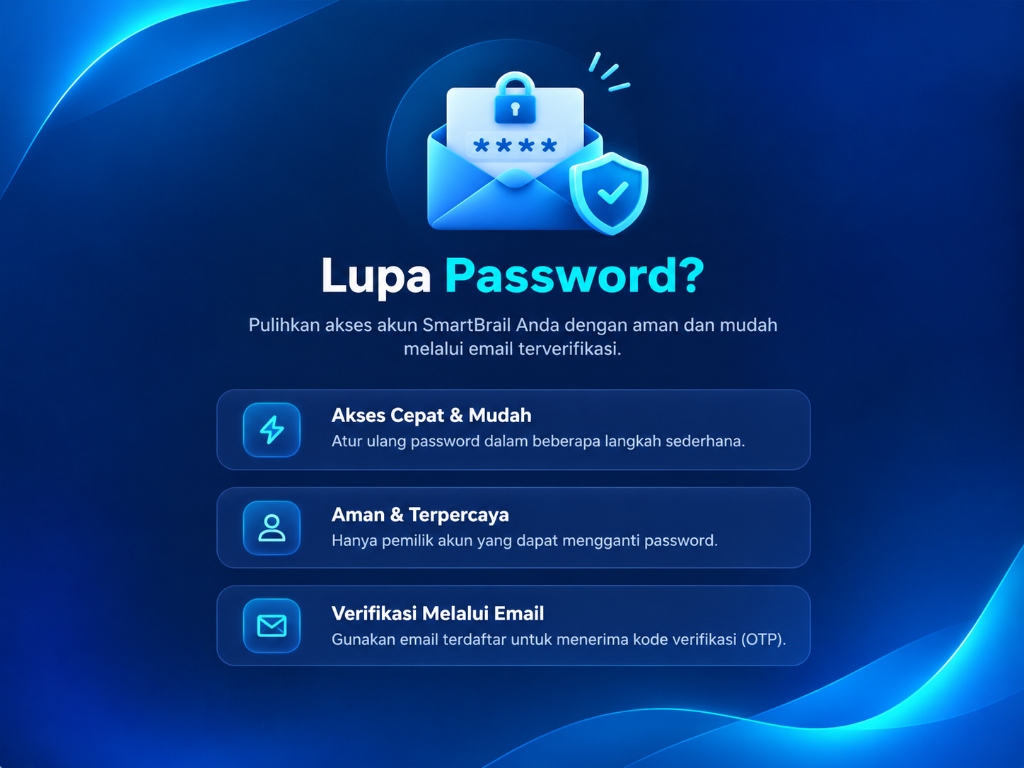 ****
Lupa Password?
Pulihkan akses akun SmartBrail Anda dengan aman dan mudah
melalui email terverifikasi.
Akses Cepat & Mudah
Atur ulang password dalam beberapa langkah sederhana.
Aman & Terpercaya
Hanya pemilik akun yang dapat mengganti password.
Verifikasi Melalui Email
Gunakan email terdaftar untuk menerima kode verifikasi (OTP).